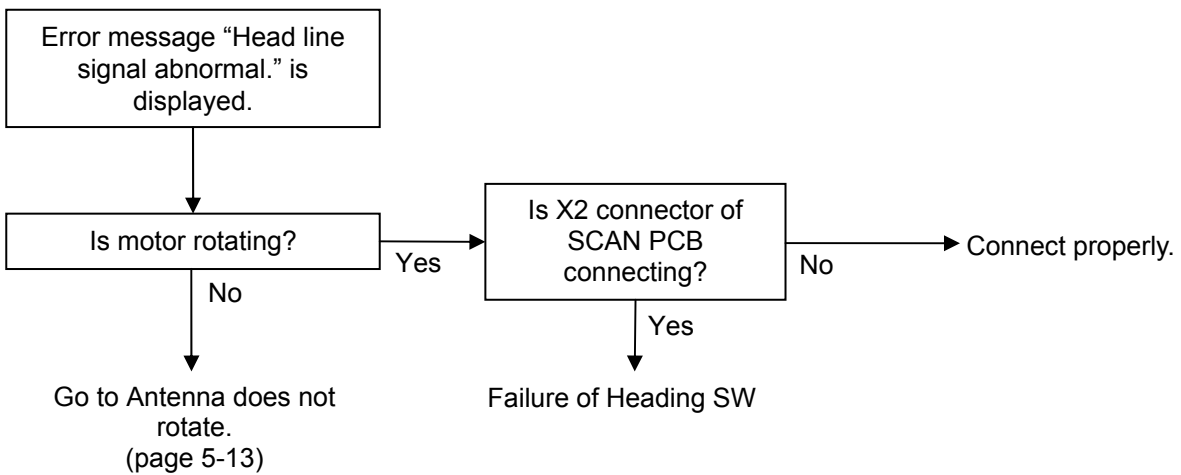 Error message “Head line
signal abnormal.” is
displayed.
Is motor rotating?
Yes
No
Go to Antenna does not
rotate.
(page 5-13)
Is X2 connector of
SCAN PCB
connecting?
No
Connect properly.
Yes
Failure of Heading SW